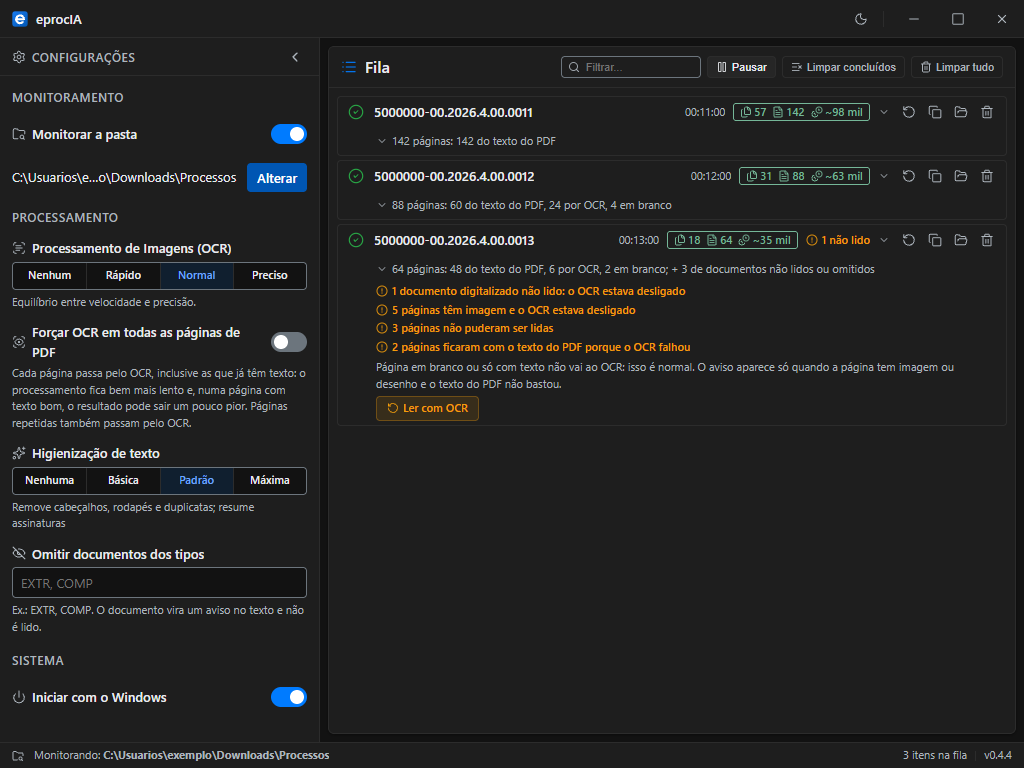 eprocIA
CONFIGURAÇÕES
MONITORAMENTO
Monitorar a pasta
C:\Usuarios\e...o\Downloads\Processos
Alterar
PROCESSAMENTO
Processamento de Imagens (OCR)
Nenhum Rápido Normal Preciso
Equilíbrio entre velocidade e precisão.
Forçar OCR em todas as páginas de
PDF
Cada página passa pelo OCR, inclusive as que já têm texto: o
processamento fica bem mais lento e, numa página com
texto bom, o resultado pode sair um pouco pior. Páginas
repetidas também passam pelo OCR.
Higienização de texto
Nenhuma Básica Padrão Máxima
Remove cabeçalhos, rodapés e duplicatas; resume
assinaturas
Omitir documentos dos tipos
EXTR, COMP
Ex.: EXTR, COMP. O documento vira um aviso no texto e não
é lido.
SISTEMA
Iniciar com o Windows
Fila
Filtrar...
Pausar
Limpar concluídos
Limpar tudo
5000000-00.2026.4.00.0011 00:11:00 57 142 ~98 mil
142 páginas: 142 do texto do PDF
5000000-00.2026.4.00.0012 00:12:00 31 88 ~63 mil
88 páginas: 60 do texto do PDF, 24 por OCR, 4 em branco
5000000-00.2026.4.00.0013 00:13:00 18 64 ~35 mil 1 não lido
64 páginas: 48 do texto do PDF, 6 por OCR, 2 em branco; + 3 de documentos não lidos ou omitidos
1 documento digitalizado não lido: o OCR estava desligado
5 páginas têm imagem e o OCR estava desligado
3 páginas não puderam ser lidas
2 páginas ficaram com o texto do PDF porque o OCR falhou
Página em branco ou só com texto não vai ao OCR: isso é normal. O aviso aparece só quando a página tem imagem ou
desenho e o texto do PDF não bastou.
Ler com OCR
Monitorando: C:\Usuarios\exemplo\Downloads\Processos
3 itens na fila
v0.4.4